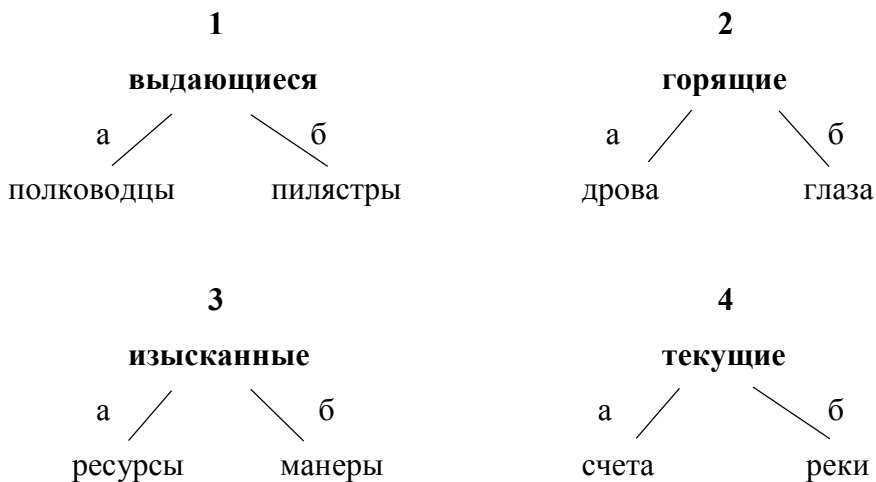 1 2
выдающиеся горящие
а б а б
полководцы пилястры дрова глаза
3 4
изысканные текущие
а б а б
ресурсы манеры счета реки